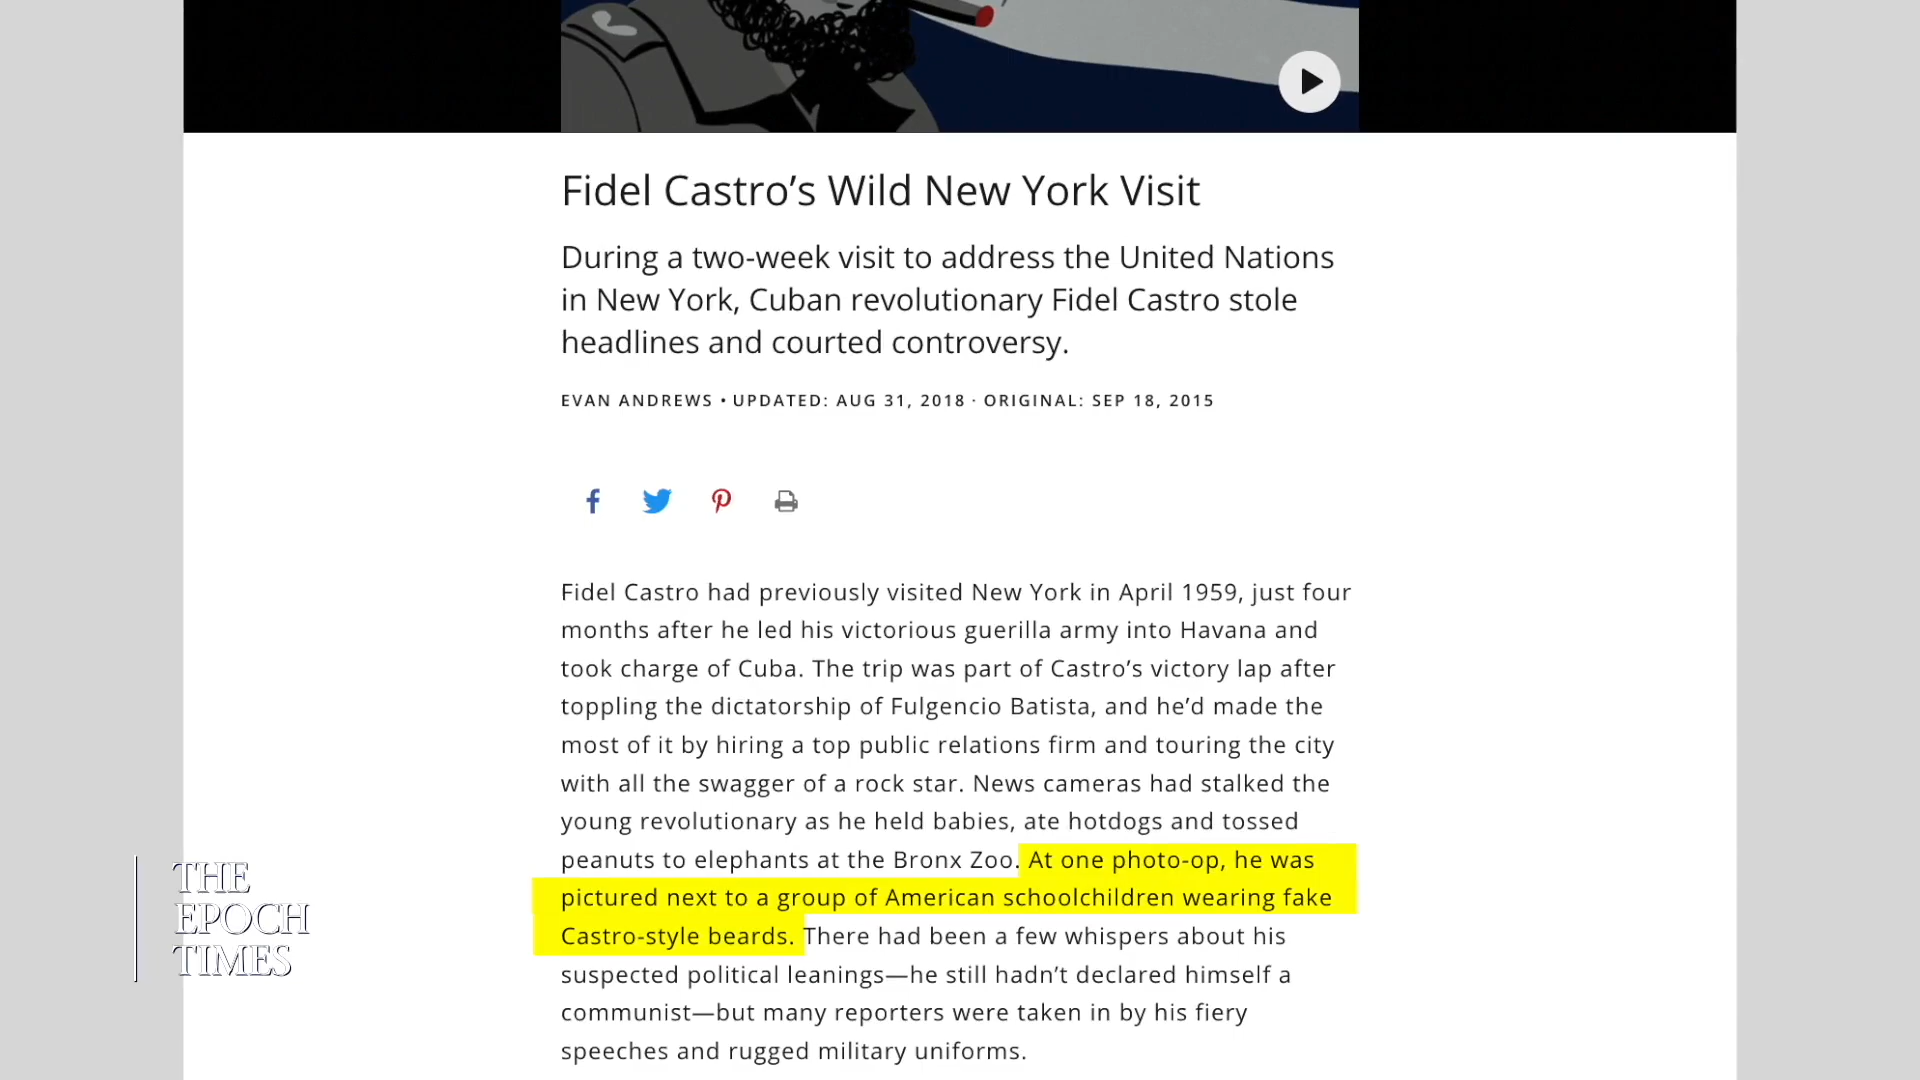 Fidel Castro’s Wild New York Visit
During a two-week visit to address the United Nations
in New York, Cuban revolutionary Fidel Castro stole
headlines and courted controversy.
EVAN ANDREWS • UPDATED: AUG 31, 2018 · ORIGINAL: SEP 18, 2015
Fidel Castro had previously visited New York in April 1959, just four
months after he led his victorious guerilla army into Havana and
took charge of Cuba. The trip was part of Castro’s victory lap after
toppling the dictatorship of Fulgencio Batista, and he’d made the
most of it by hiring a top public relations firm and touring the city
with all the swagger of a rock star. News cameras had stalked the
young revolutionary as he held babies, ate hotdogs and tossed
peanuts to elephants at the Bronx Zoo. At one photo-op, he was
pictured next to a group of American schoolchildren wearing fake
Castro-style beards. There had been a few whispers about his
suspected political leanings—he still hadn’t declared himself a
communist—but many reporters were taken in by his fiery
speeches and rugged military uniforms.
THE
EPOCH
TIMES